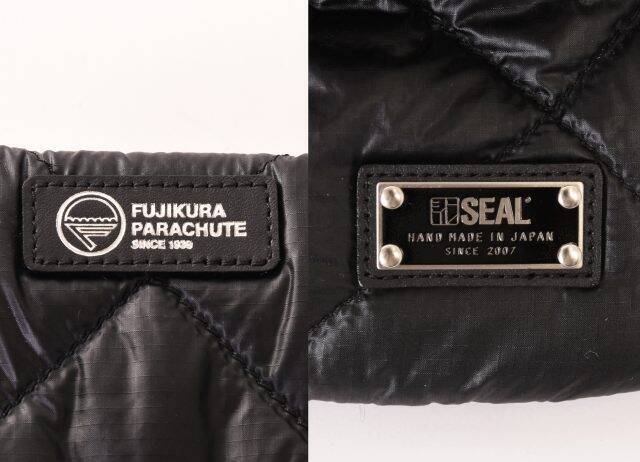 FUJIKURA
PARACHUTE
SINCE 1939
SEAL®
HAND MADE IN JAPAN
SINCE 2007